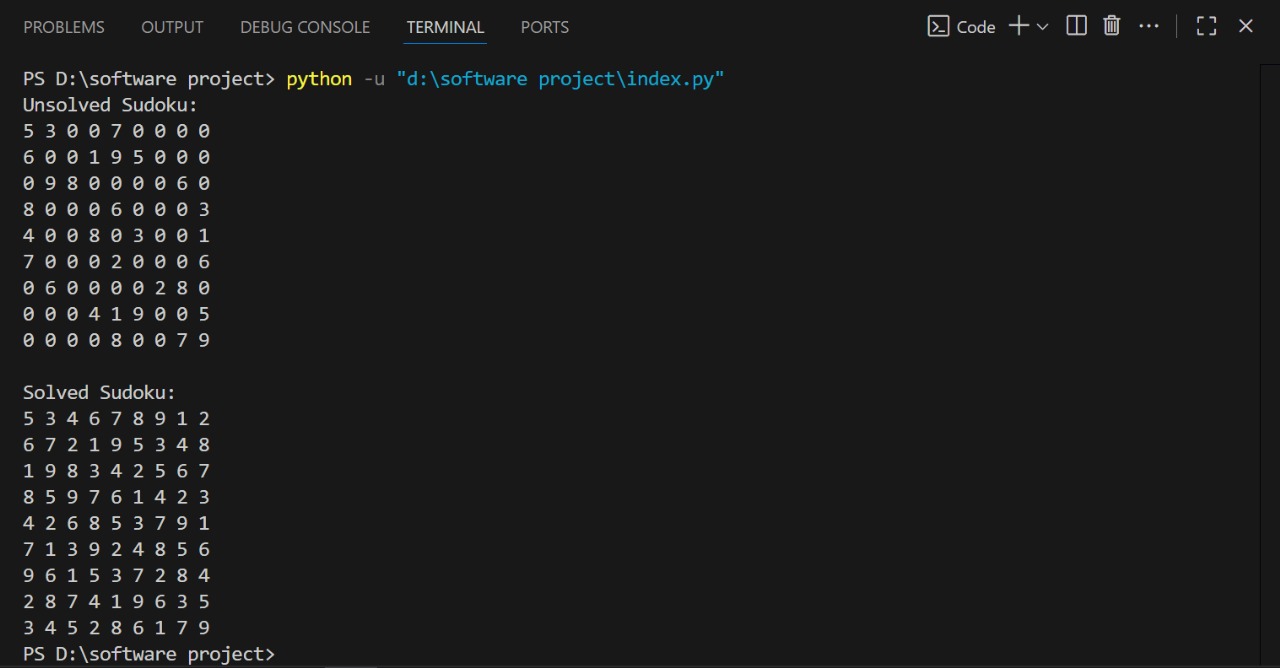 PROBLEMS OUTPUT DEBUG CONSOLE TERMINAL PORTS Code
PS D:\software project> python -u "d:\software project\index.py"
Unsolved Sudoku:
5 3 0 0 7 0 0 0 0
6 0 0 1 9 5 0 0 0
0 9 8 0 0 0 0 6 0
8 0 0 0 6 0 0 0 3
4 0 0 8 0 3 0 0 1
7 0 0 0 2 0 0 0 6
0 6 0 0 0 0 2 8 0
0 0 0 4 1 9 0 0 5
0 0 0 0 8 0 0 7 9
Solved Sudoku:
5 3 4 6 7 8 9 1 2
6 7 2 1 9 5 3 4 8
1 9 8 3 4 2 5 6 7
8 5 9 7 6 1 4 2 3
4 2 6 8 5 3 7 9 1
7 1 3 9 2 4 8 5 6
9 6 1 5 3 7 2 8 4
2 8 7 4 1 9 6 3 5
3 4 5 2 8 6 1 7 9
PS D:\software project>